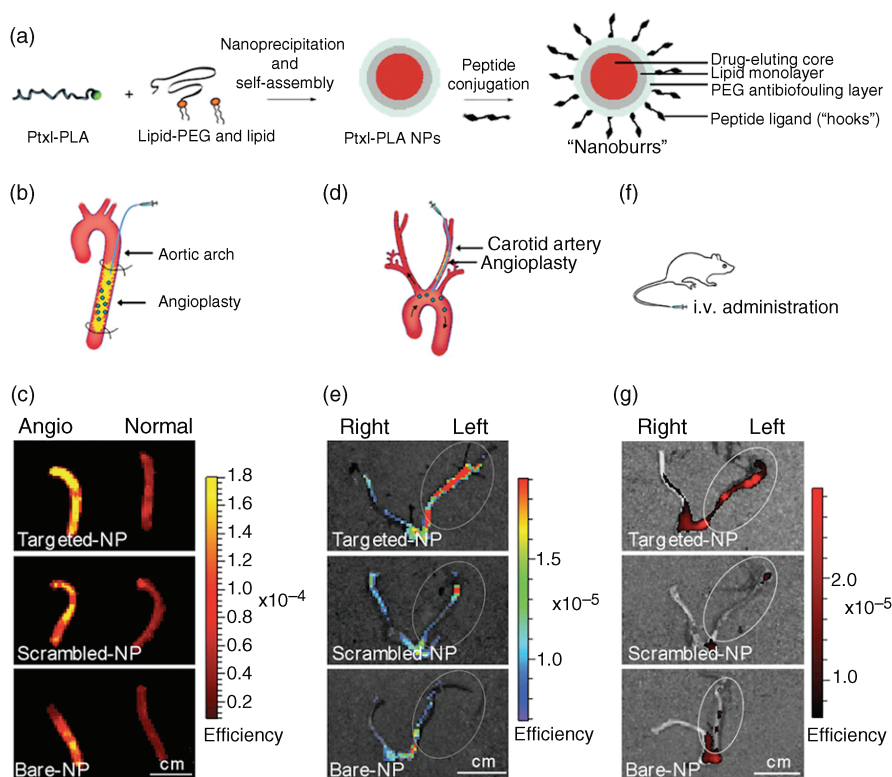 (a)
Nanoprecipitation
and
self-assembly
Peptide
conjugation
+
Ptxl-PLA
Lipid-PEG and lipid
Ptxl-PLA NPs
"Nanoburrs"
Drug-eluting core
Lipid monolayer
PEG antibiofouling layer
Peptide ligand ("hooks")
(b)
Aortic arch
Angioplasty
(d)
Carotid artery
Angioplasty
(f)
i.v. administration
(c)
Angio
Normal
Targeted-NP
Scrambled-NP
Bare-NP
cm
1.8
1.6
1.4
1.2
1.0
0.8
0.6
0.4
0.2
x10–4
Efficiency
(e)
Right
Left
Targeted-NP
Scrambled-NP
Bare-NP
cm
1.5
x10–5
1.0
Efficiency
(g)
Right
Left
Targeted-NP
Scrambled-NP
Bare-NP
cm
2.0
x10–5
1.0
Efficiency